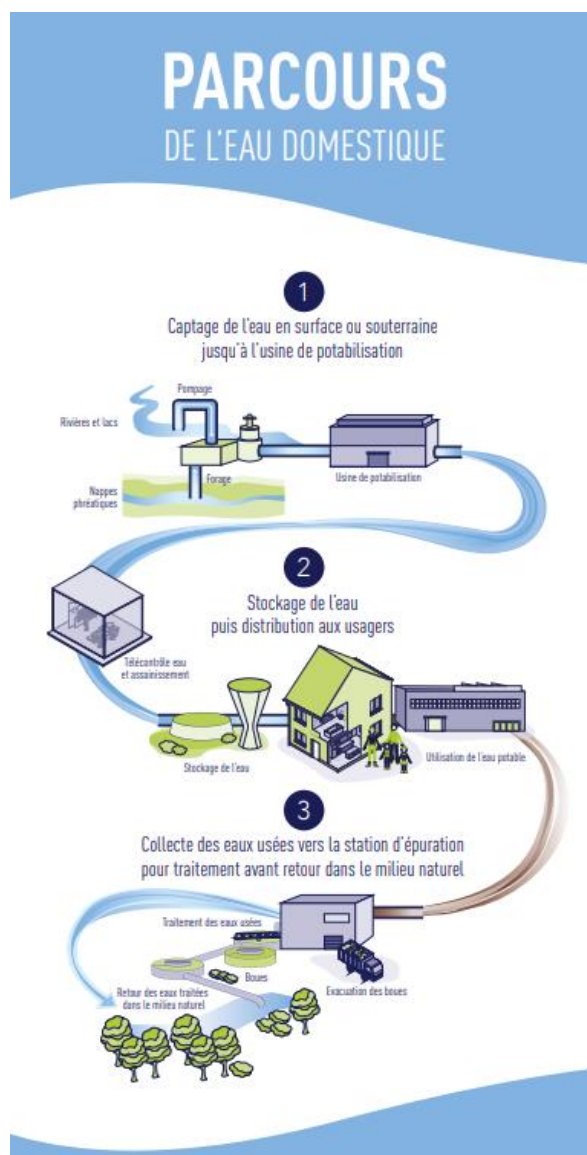 PARCOURS
DE L'EAU DOMESTIQUE
1
Captage de l'eau en surface ou souterraine
jusqu'à l'usine de potabilisation
Pompage
Rivières et lacs
Forage
Usine de potabilisation
Nappes
phréatiques
2
Stockage de l'eau
puis distribution aux usagers
Télécontrôle eau
et assainissement
Stockage de l'eau
Utilisation de l'eau potable
3
Collecte des eaux usées vers la station d'épuration
pour traitement avant retour dans le milieu naturel
Traitement des eaux usées
Boues
Evacuation des boues
Retour des eaux traitées
dans le milieu naturel